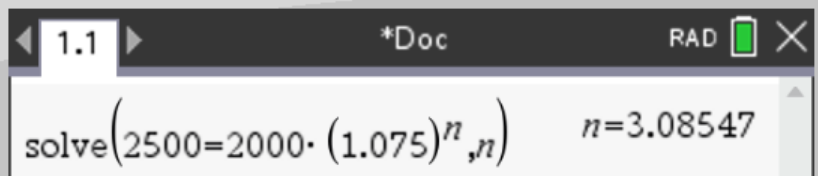 1.1 *Doc RAD
solve(2500=2000·(1.075)ⁿ,n) n=3.08547